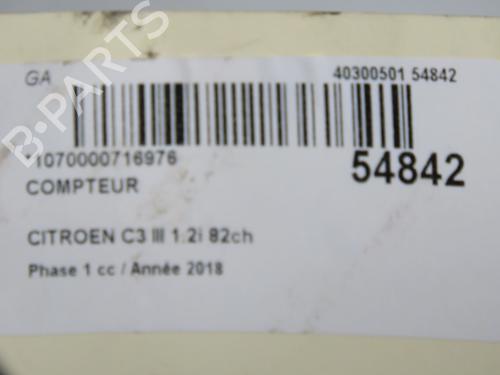 GA
40300501 54842
1070000716976
54842
COMPTEUR
CITROEN C3 III 1.2i 82ch
Phase 1 cc / Année 2018
B-PARTS